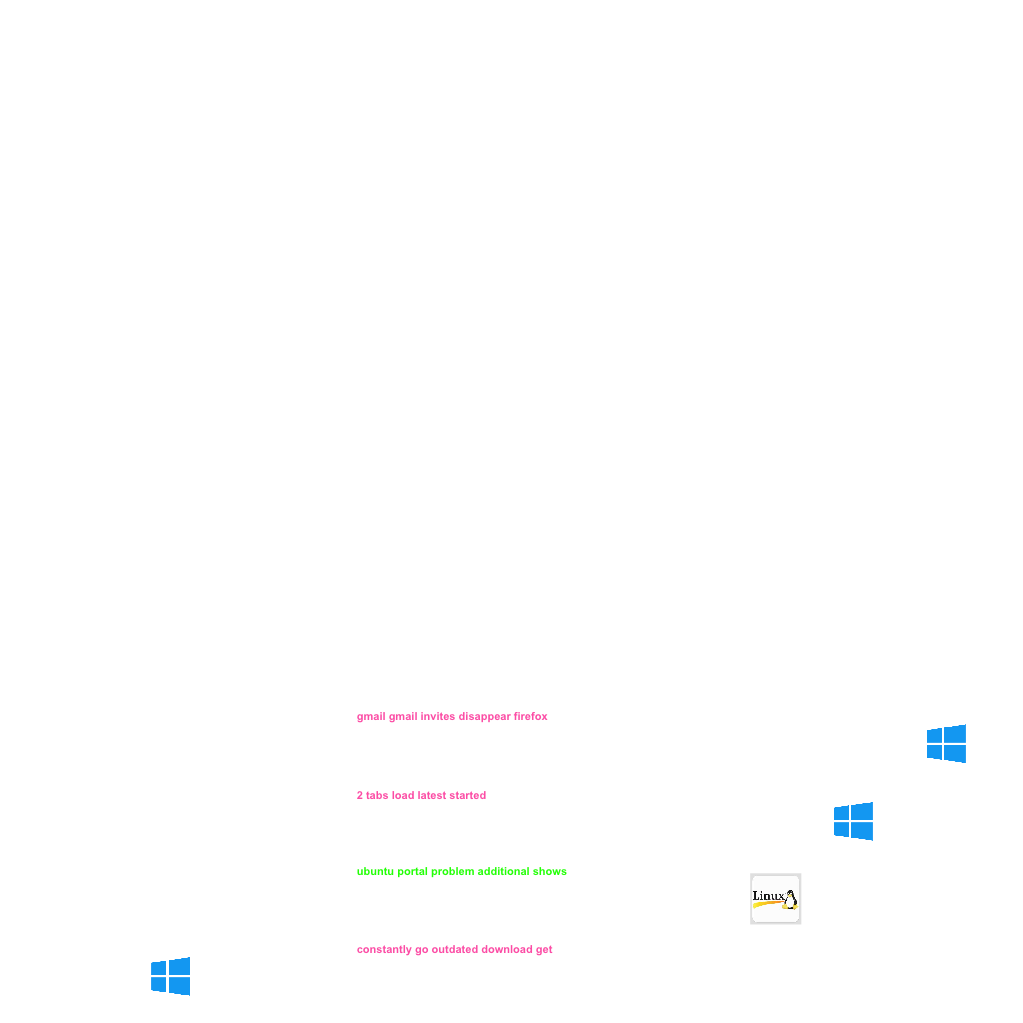 gmail gmail invites disappear firefox
2 tabs load latest started
ubuntu portal problem additional shows
Linux
constantly go outdated download get